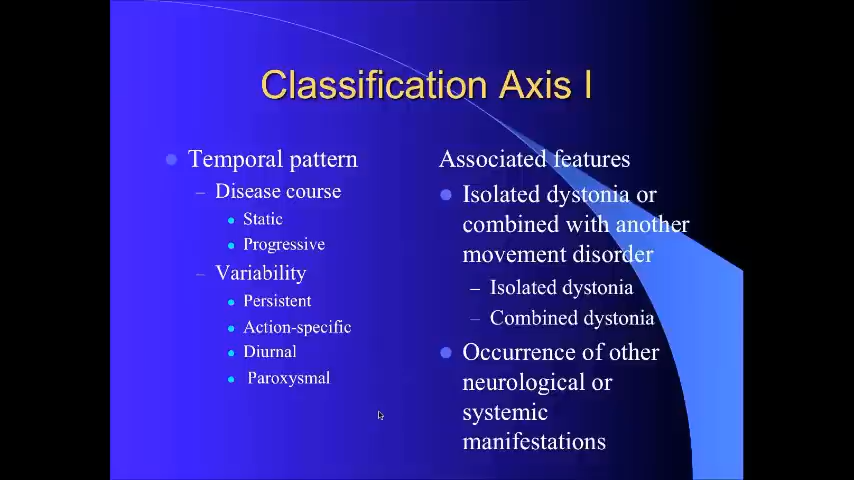 Classification Axis I
Temporal pattern
– Disease course
Static
Progressive
– Variability
Persistent
Action-specific
Diurnal
Paroxysmal
Associated features
Isolated dystonia or
combined with another
movement disorder
– Isolated dystonia
– Combined dystonia
Occurrence of other
neurological or
systemic
manifestations